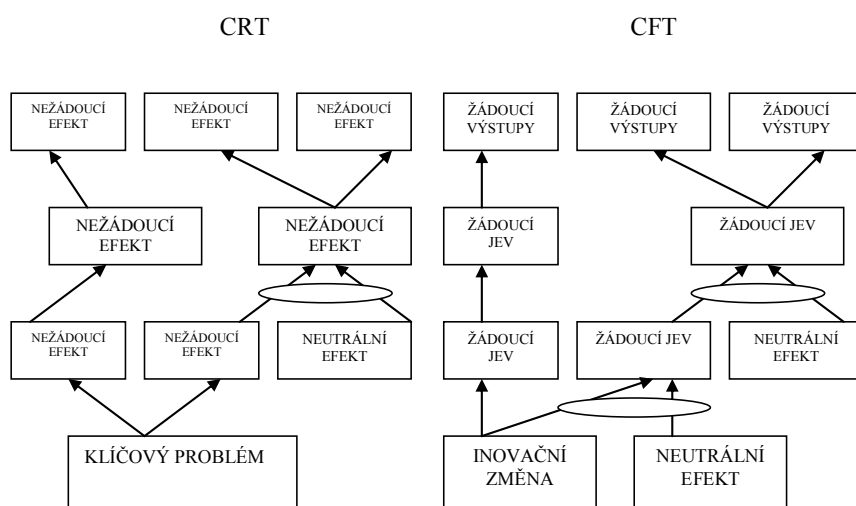 CRT
CFT
NEŽÁDOUCÍ
EFEKT
NEŽÁDOUCÍ
EFEKT
NEŽÁDOUCÍ
EFEKT
ŽÁDOUCÍ
VÝSTUPY
ŽÁDOUCÍ
VÝSTUPY
ŽÁDOUCÍ
VÝSTUPY
NEŽÁDOUCÍ
EFEKT
NEŽÁDOUCÍ
EFEKT
ŽÁDOUCÍ
JEV
ŽÁDOUCÍ JEV
NEŽÁDOUCÍ
EFEKT
NEŽÁDOUCÍ
EFEKT
NEUTRÁLNÍ
EFEKT
ŽÁDOUCÍ
JEV
ŽÁDOUCÍ JEV
NEUTRÁLNÍ
EFEKT
KLÍČOVÝ PROBLÉM
INOVAČNÍ
ZMĚNA
NEUTRÁLNÍ
EFEKT